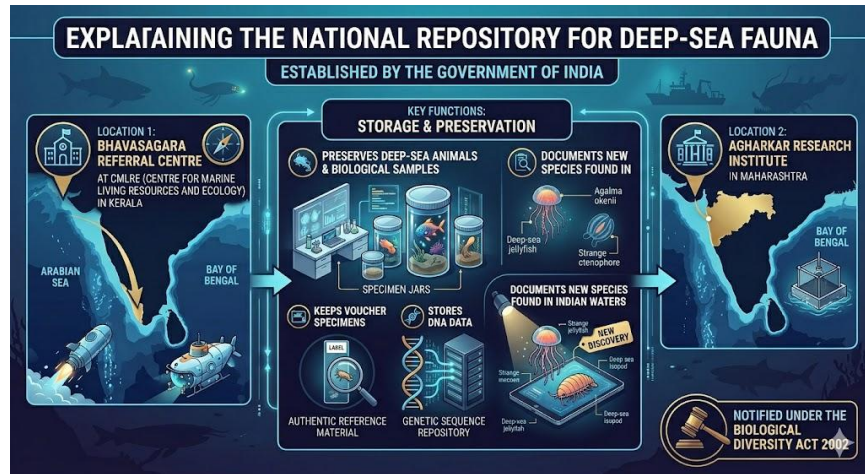 EXPLAΓAINING THE NATIONAL REPOSITORY FOR DEEP-SEA FAUNA
ESTABLISHED BY THE GOVERNMENT OF INDIA
LOCATION 1:
BHAVASAGARA
REFERRAL CENTRE
AT CMLRE (CENTRE FOR MARINE
LIVING RESOURCES AND ECOLOGY)
IN KERALA
ARABIAN
SEA
BAY OF
BENGAL
KEY FUNCTIONS:
STORAGE & PRESERVATION
PRESERVES DEEP-SEA ANIMALS
& BIOLOGICAL SAMPLES
SPECIMEN JARS
DOCUMENTS NEW
SPECIES FOUND IN
Agalma
okenii
Deep-sea
jellyfish
Strange
ctenophore
KEEPS VOUCHER
SPECIMENS
LABEL
AUTHENTIC REFERENCE
MATERIAL
STORES
DNA DATA
GENETIC SEQUENCE
REPOSITORY
DOCUMENTS NEW SPECIES
FOUND IN INDIAN WATERS
Strange
jellyfish
NEW
DISCOVERY
Deep sea
isopod
Strange
Deep-sea
isopod
LOCATION 2:
AGHARKAR RESEARCH
INSTITUTE
IN MAHARASHTRA
BAY OF
BENGAL
NOTIFIED UNDER THE
BIOLOGICAL
DIVERSITY ACT 2002